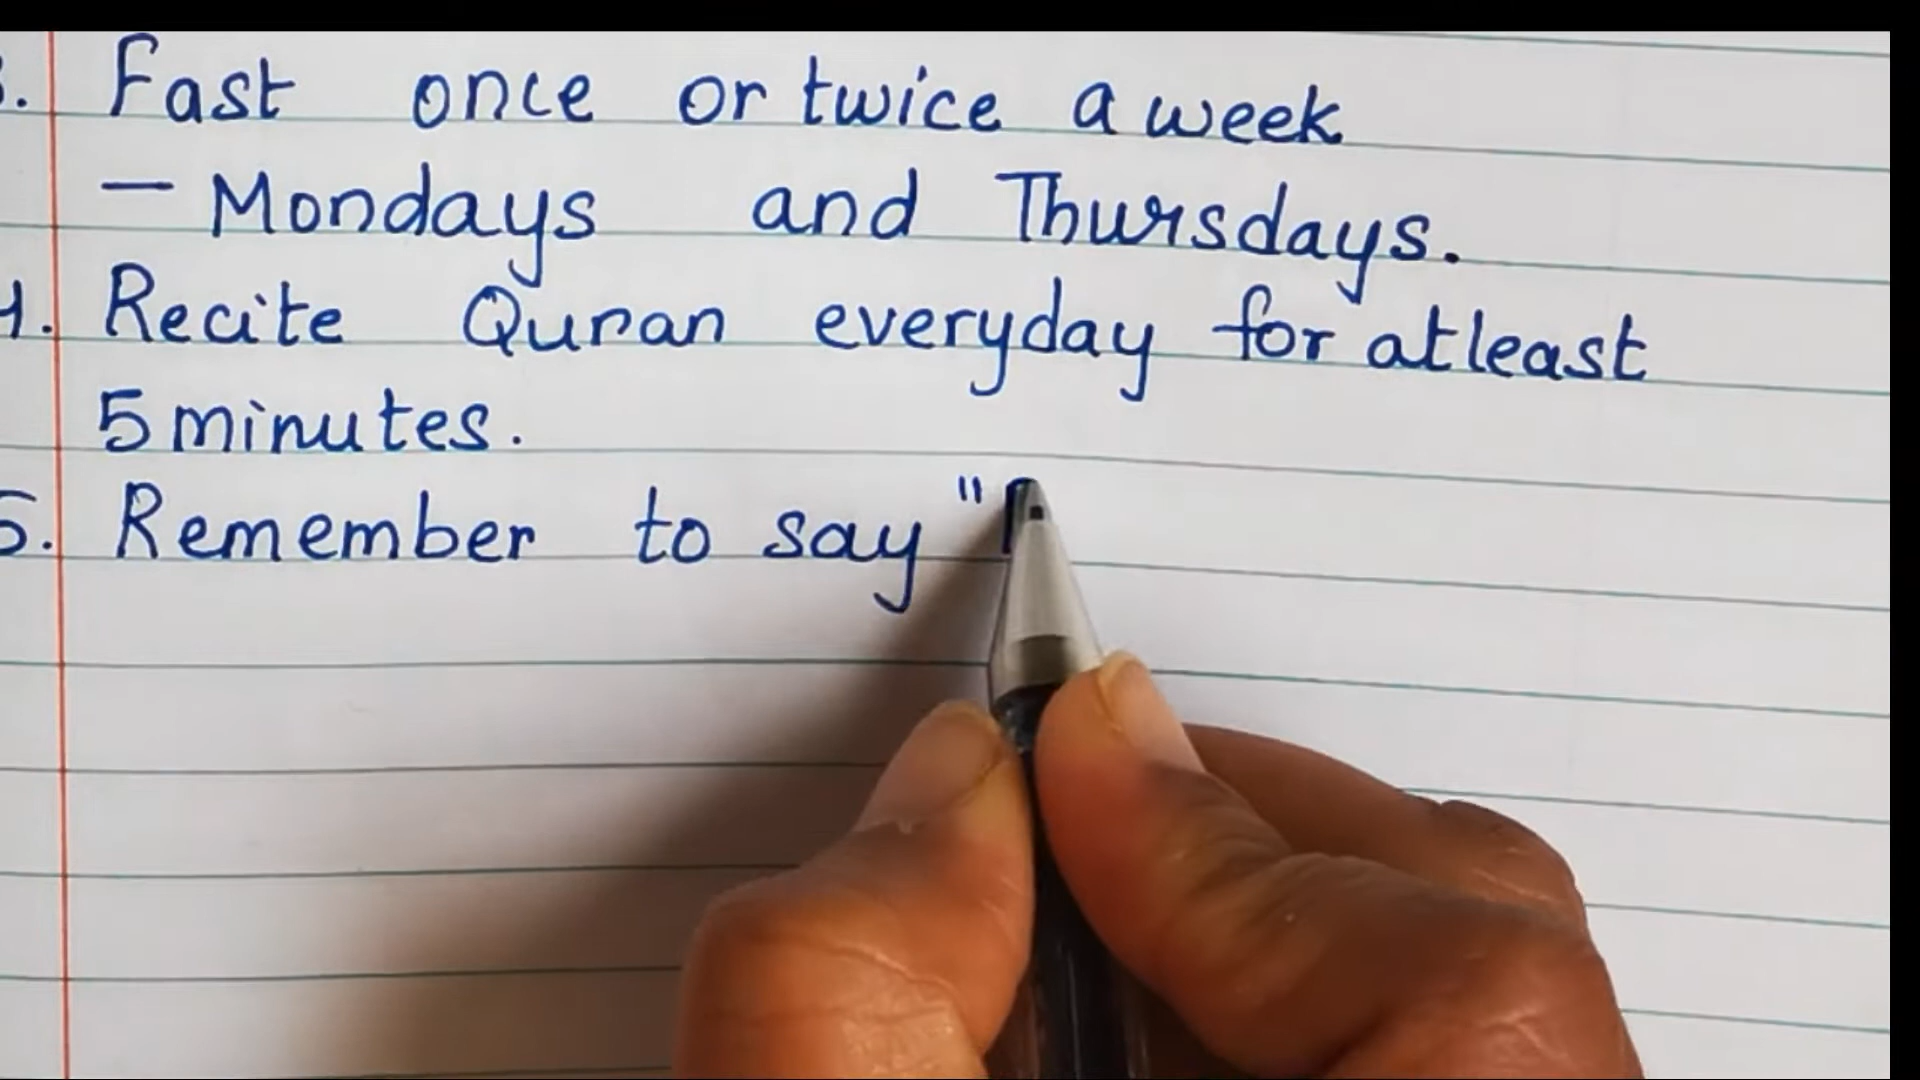 3. Fast once or twice a week
— Mondays and Thursdays.
4. Recite Quran everyday for atleast
5 minutes.
5. Remember to say "